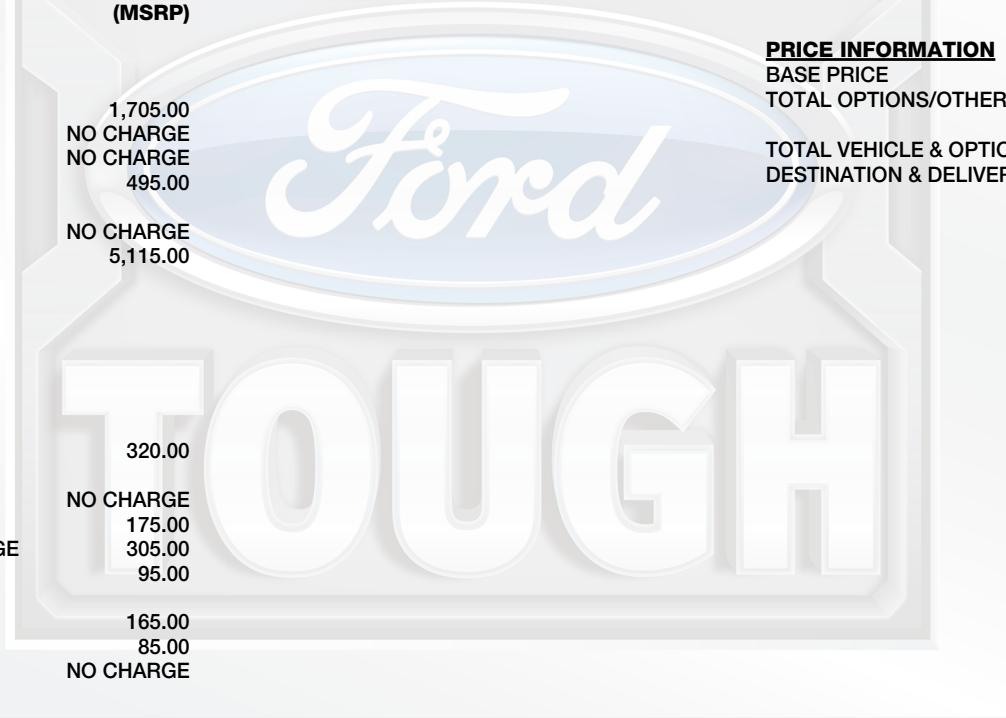 (MSRP)
1,705.00
NO CHARGE
NO CHARGE
495.00
NO CHARGE
5,115.00
320.00
NO CHARGE
175.00
GE 305.00
95.00
165.00
85.00
NO CHARGE
PRICE INFORMATION
BASE PRICE
TOTAL OPTIONS/OTHER
TOTAL VEHICLE & OPTIO
DESTINATION & DELIVER
Ford
TOUGH